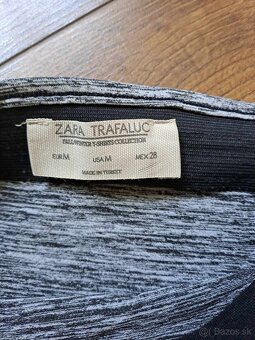 ZARA TRAFALUC
FALL/WINTER T-SHIRTS COLLECTION
EUR M USA M MEX 28
MADE IN TURKEY
Bazos.sk